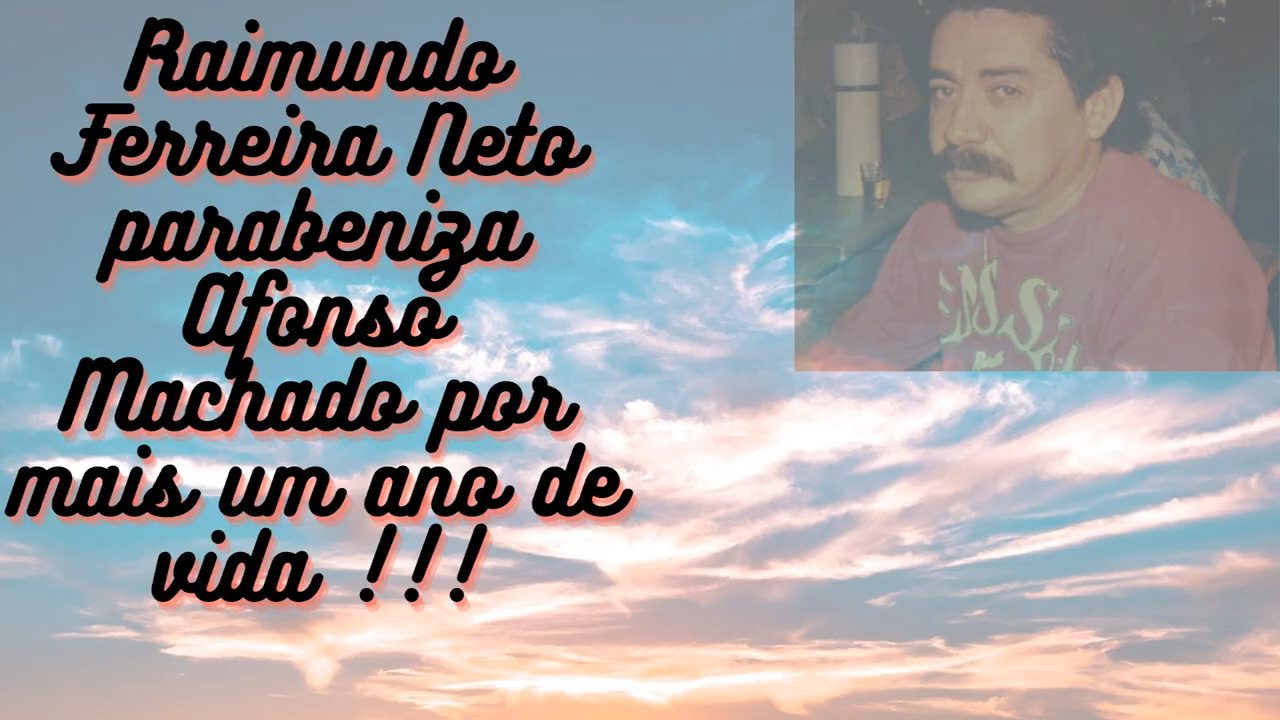 Raimundo
Ferreira Neto
parabeniza
Afonso
Machado por
mais um ano de
vida !!!